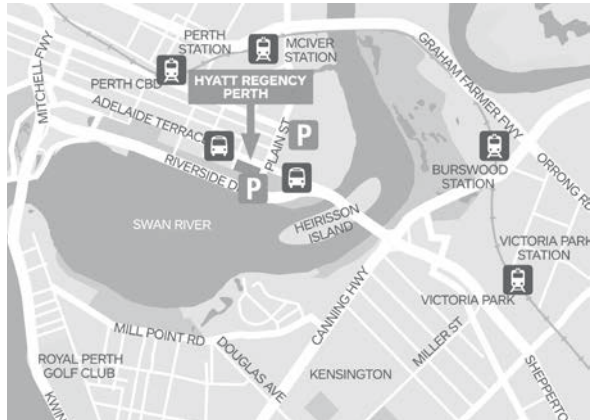 PERTH
STATION
MCIVER
STATION
MITCHELL FWY
GRAHAM FARMER FWY
PERTH CBD
HYATT REGENCY
PERTH
ADELAIDE TERRACE
PLAIN ST
P
RIVERSIDE D
P
BURSWOOD
STATION
ORRONG RD
SWAN RIVER
HEIRISSON
ISLAND
VICTORIA PARK
STATION
CANNING HWY
VICTORIA PARK
MILL POINT RD
MILLER ST
DOUGLAS AVE
ROYAL PERTH
GOLF CLUB
KENSINGTON
SHEPPERTO
KWIN